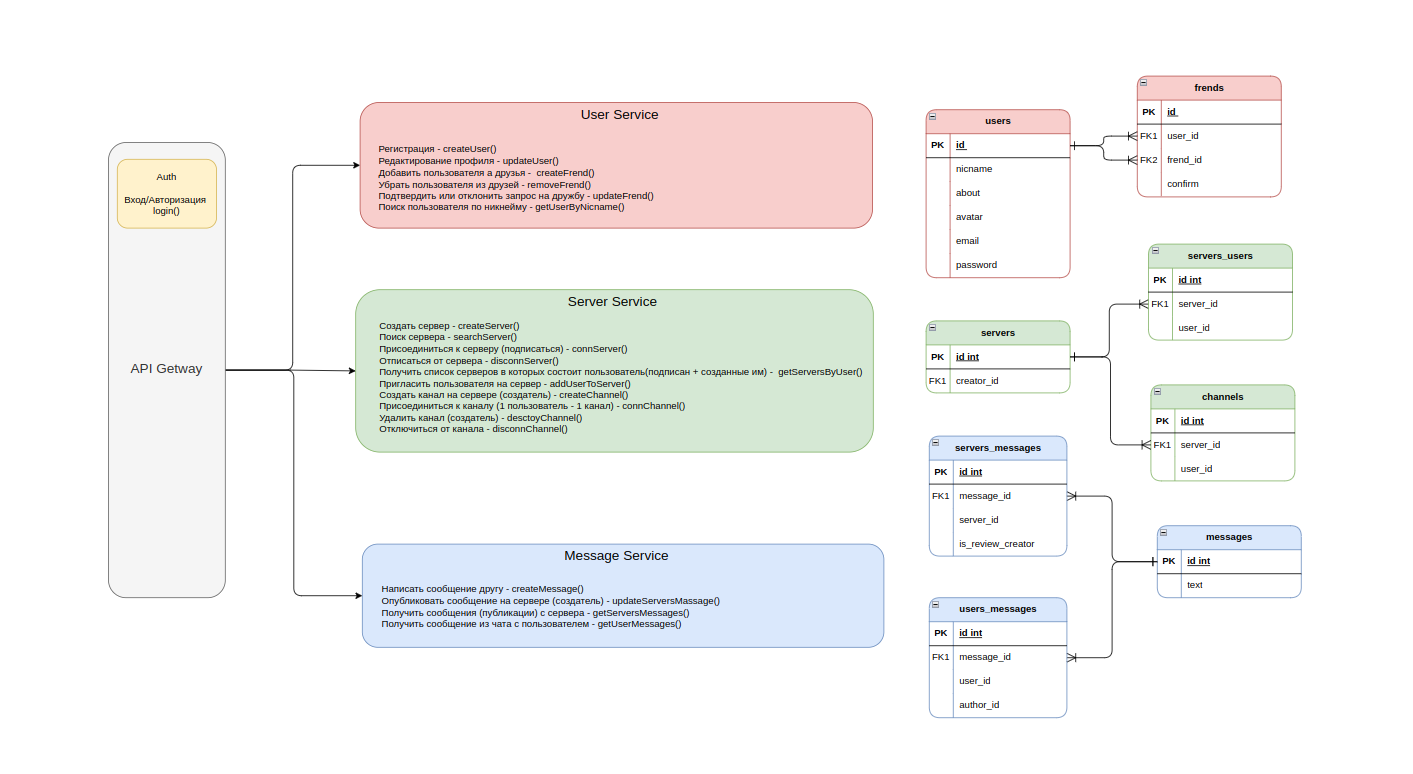 Auth
Вход/Авторизация
login()
API Getway
User Service
Регистрация - createUser()
Редактирование профиля - updateUser()
Добавить пользователя а друзья - createFrend()
Убрать пользователя из друзей - removeFrend()
Подтвердить или отклонить запрос на дружбу - updateFrend()
Поиск пользователя по никнейму - getUserByNicname()
Server Service
Создать сервер - createServer()
Поиск сервера - searchServer()
Присоединиться к серверу (подписаться) - connServer()
Отписаться от сервера - disconnServer()
Получить список серверов в которых состоит пользователь(подписан + созданные им) - getServersByUser()
Пригласить пользователя на сервер - addUserToServer()
Создать канал на сервере (создатель) - createChannel()
Присоединиться к каналу (1 пользователь - 1 канал) - connChannel()
Удалить канал (создатель) - desctoyChannel()
Отключиться от канала - disconnChannel()
Message Service
Написать сообщение другу - createMessage()
Опубликовать сообщение на сервере (создатель) - updateServersMassage()
Получить сообщения (публикации) с сервера - getServersMessages()
Получить сообщение из чата с пользователем - getUserMessages()
users
PK id
nicname
about
avatar
email
password
frends
PK id
FK1 user_id
FK2 frend_id
confirm
servers_users
PK id int
FK1 server_id
user_id
servers
PK id int
FK1 creator_id
channels
PK id int
FK1 server_id
user_id
servers_messages
PK id int
FK1 message_id
server_id
is_review_creator
messages
PK id int
text
users_messages
PK id int
FK1 message_id
user_id
author_id